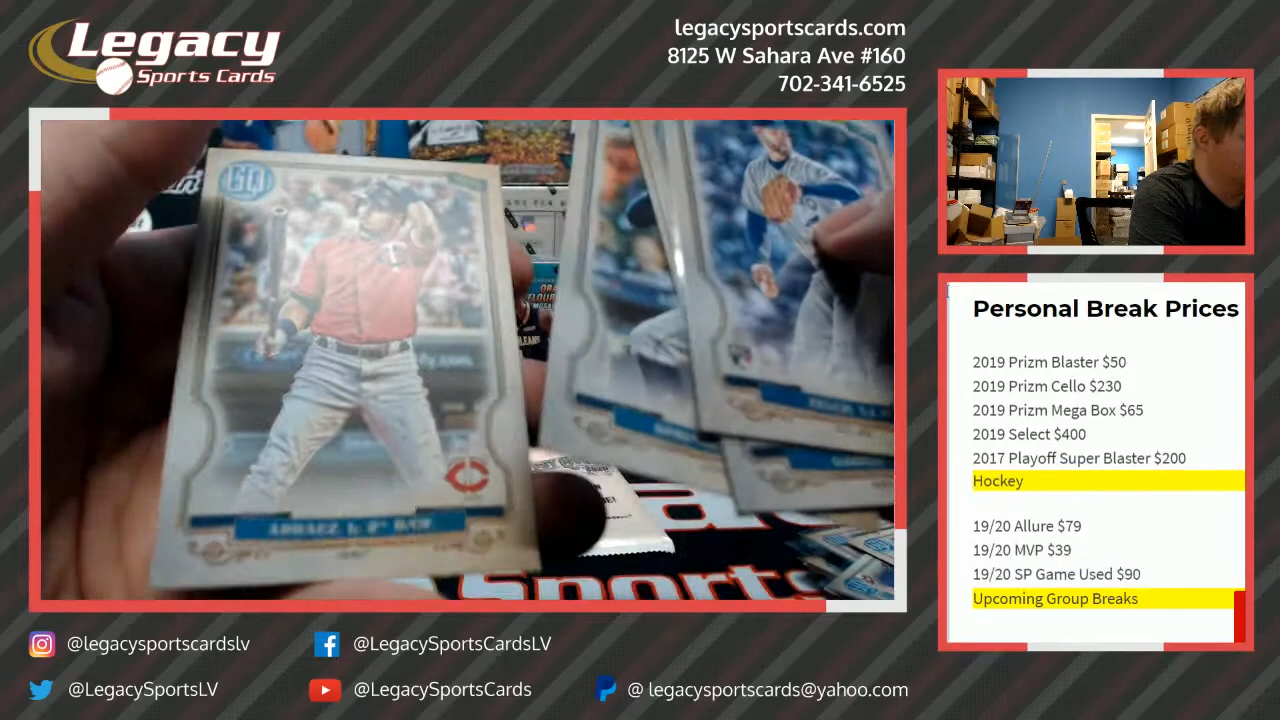 Legacy
Sports Cards
legacysportscards.com
8125 W Sahara Ave #160
702-341-6525
GQ
Personal Break Prices
2019 Prizm Blaster $50
2019 Prizm Cello $230
2019 Prizm Mega Box $65
2019 Select $400
2017 Playoff Super Blaster $200
Hockey
19/20 Allure $79
19/20 MVP $39
19/20 SP Game Used $90
Upcoming Group Breaks
Sports
@legacysportscardslv
@LegacySportsCardsLV
@LegacySportsLV
@LegacySportsCards
@ legacysportscards@yahoo.com